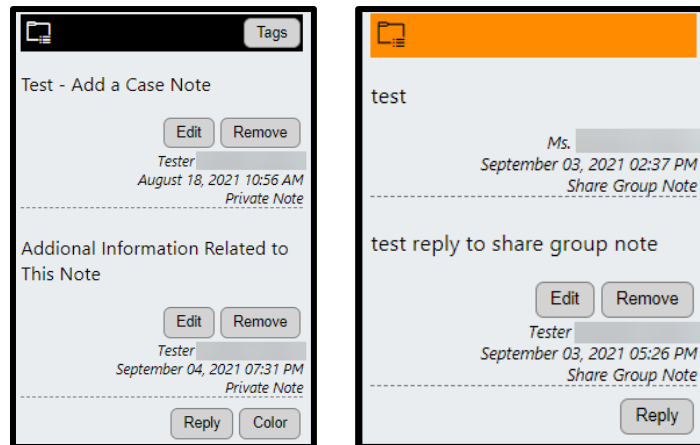 Tags
Test - Add a Case Note
Edit Remove
Tester
August 18, 2021 10:56 AM
Private Note
Addional Information Related to
This Note
Edit Remove
Tester
September 04, 2021 07:31 PM
Private Note
Reply Color
test
Ms.
September 03, 2021 02:37 PM
Share Group Note
test reply to share group note
Edit Remove
Tester
September 03, 2021 05:26 PM
Share Group Note
Reply